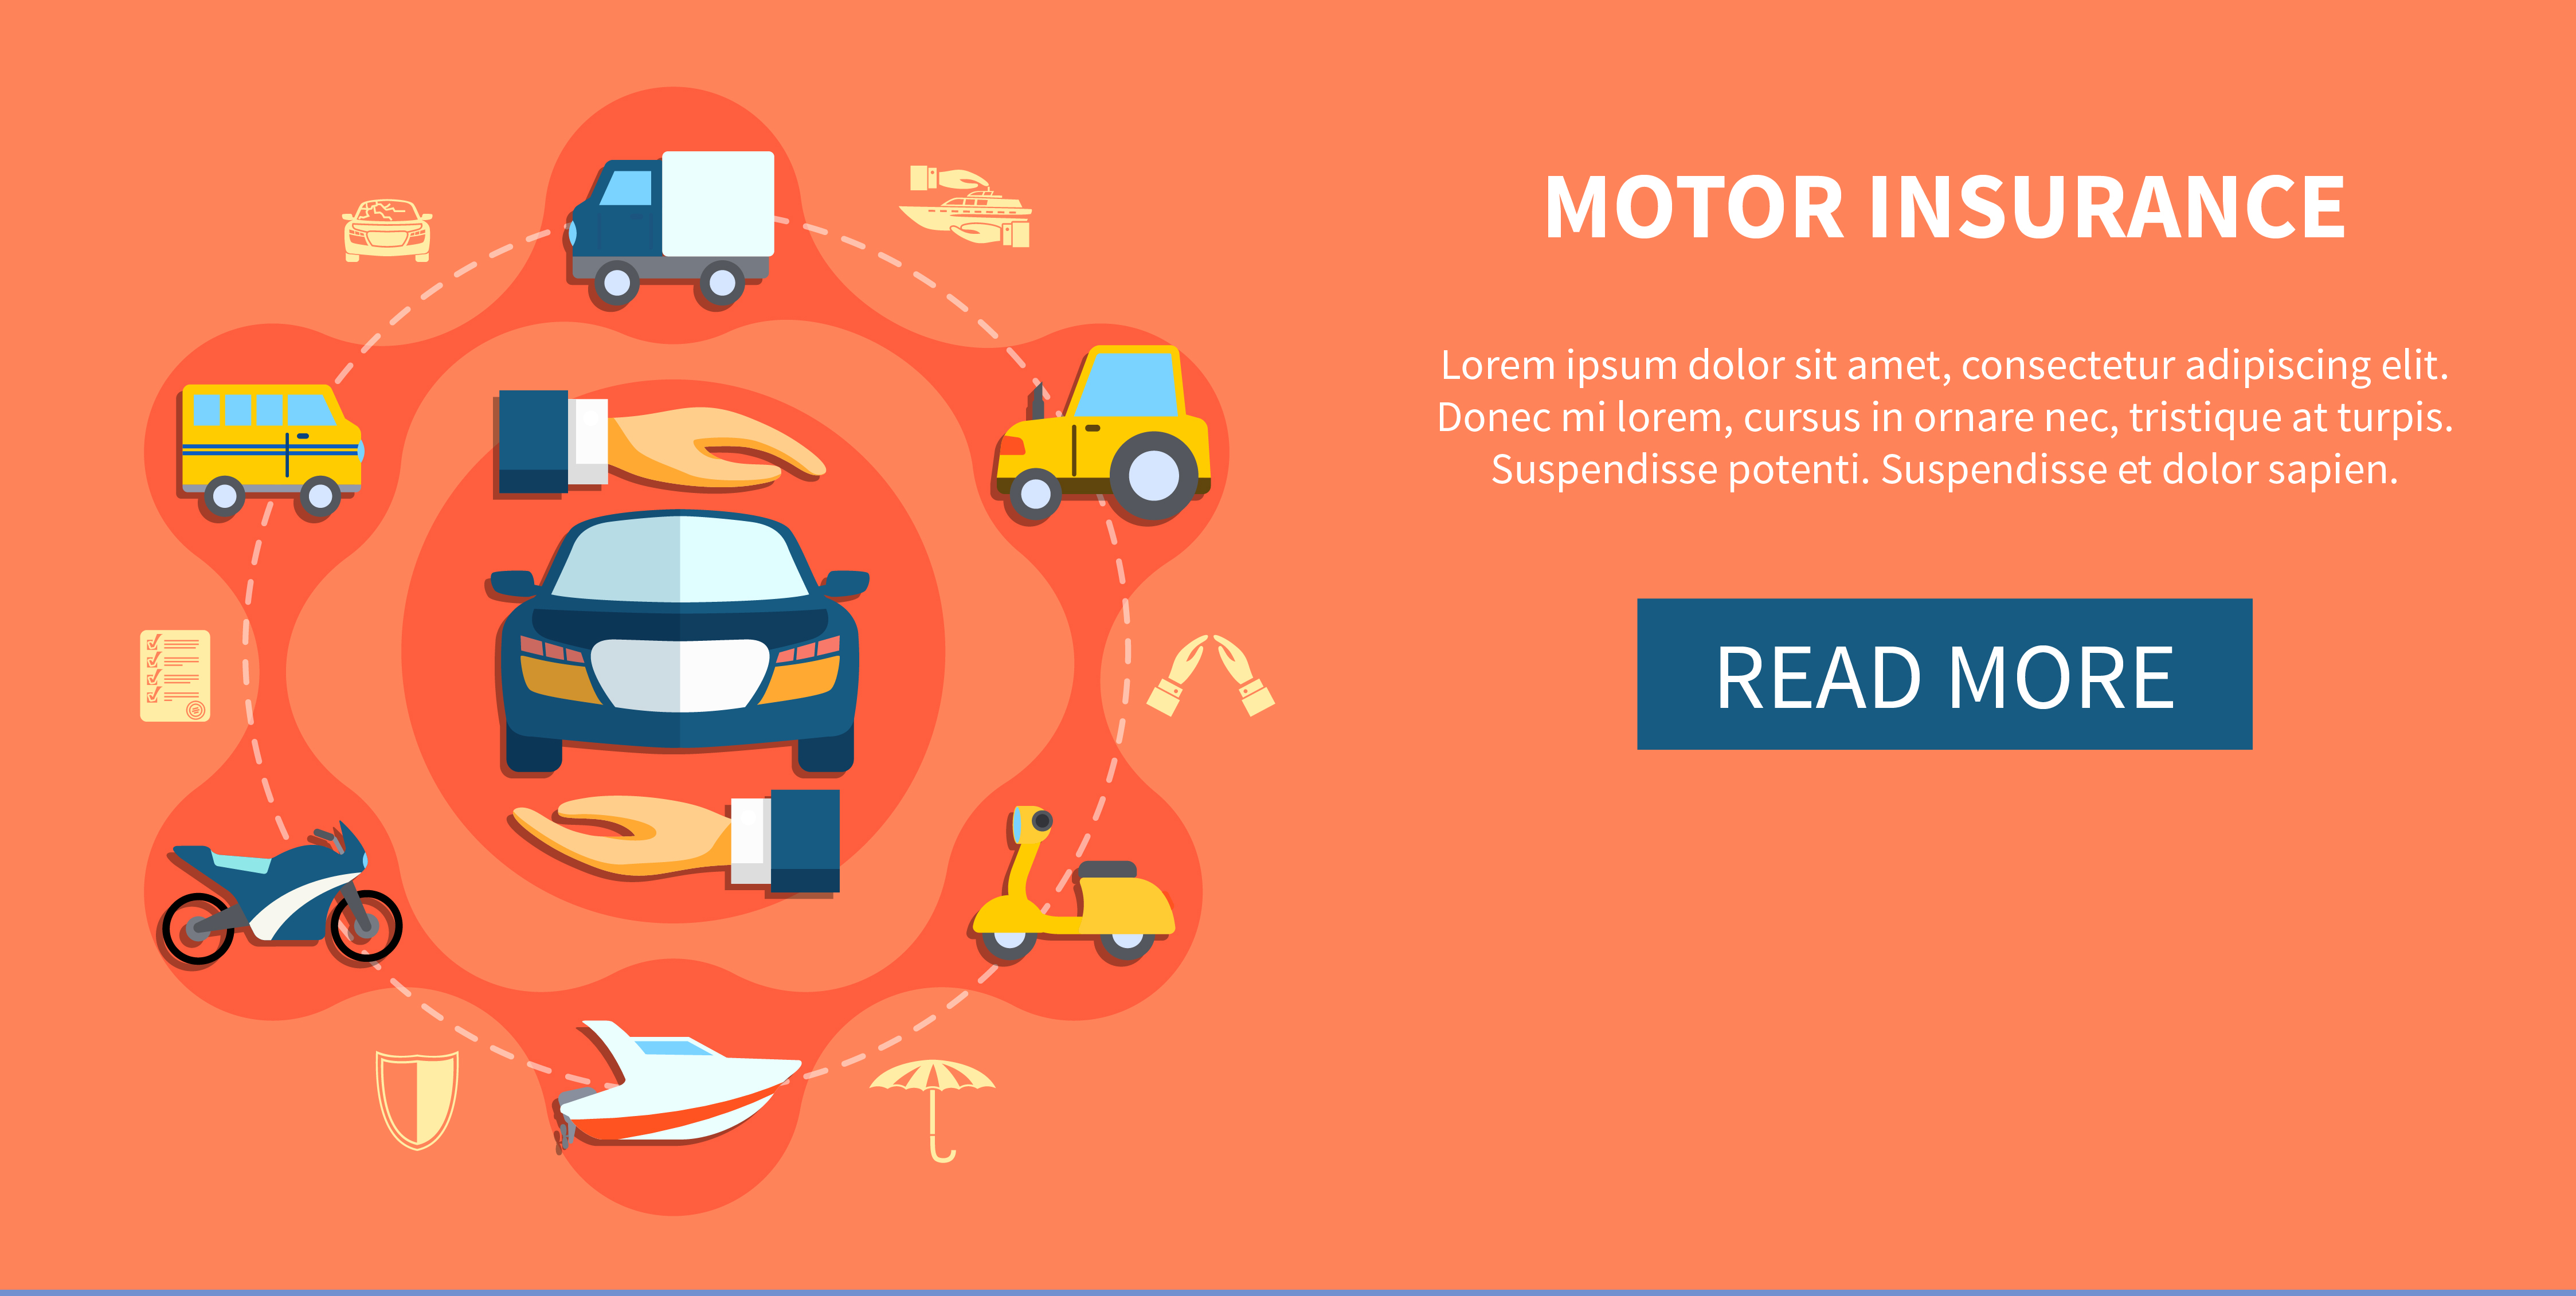 MOTOR INSURANCE
Lorem ipsum dolor sit amet, consectetur adipiscing elit.
Donec mi lorem, cursus in ornare nec, tristique at turpis.
Suspendisse potenti. Suspendisse et dolor sapien.
READ MORE